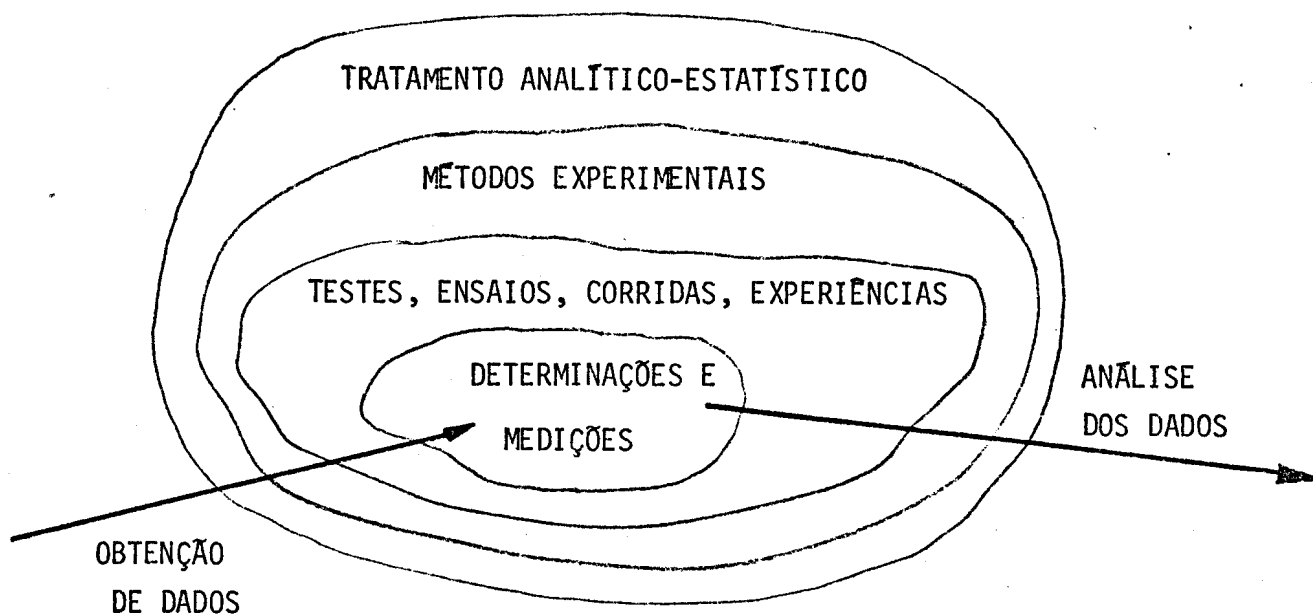 TRATAMENTO ANALÍTICO-ESTATÍSTICO
MÉTODOS EXPERIMENTAIS
TESTES, ENSAIOS, CORRIDAS, EXPERIÊNCIAS
DETERMINAÇÕES E
MEDIÇÕES
ANÁLISE
DOS DADOS
OBTENÇÃO
DE DADOS